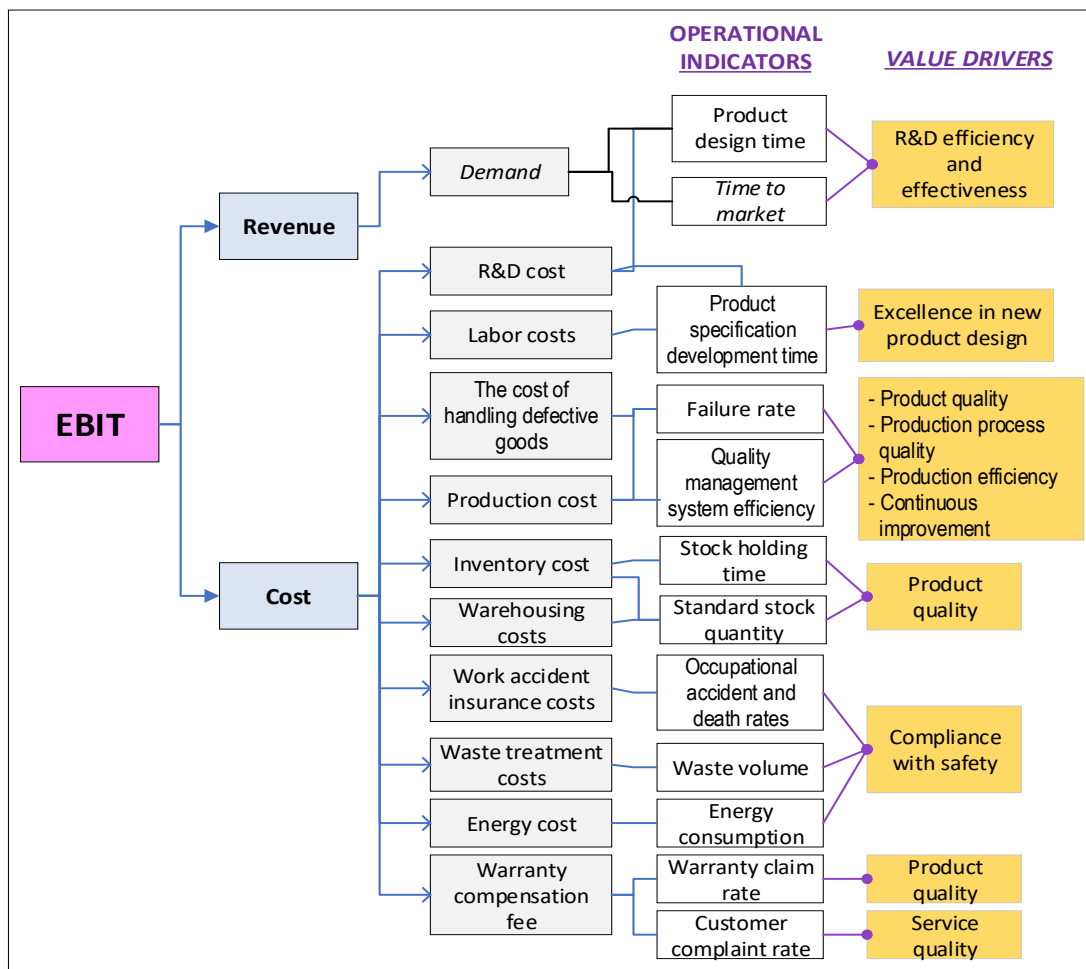 OPERATIONAL
INDICATORS
VALUE DRIVERS
Product
design time
R&D efficiency
and
effectiveness
Demand
Time to
market
Revenue
R&D cost
Product
specification
development time
Excellence in new
product design
Labor costs
EBIT
The cost of
handling defective
goods
Failure rate
- Product quality
- Production process
quality
- Production efficiency
- Continuous
improvement
Quality
management
system efficiency
Production cost
Cost
Inventory cost
Stock holding
time
Product
quality
Warehousing
costs
Standard stock
quantity
Work accident
insurance costs
Occupational
accident and
death rates
Compliance
with safety
Waste treatment
costs
Waste volume
Energy cost
Energy
consumption
Warranty
compensation
fee
Warranty claim
rate
Product
quality
Customer
complaint rate
Service
quality